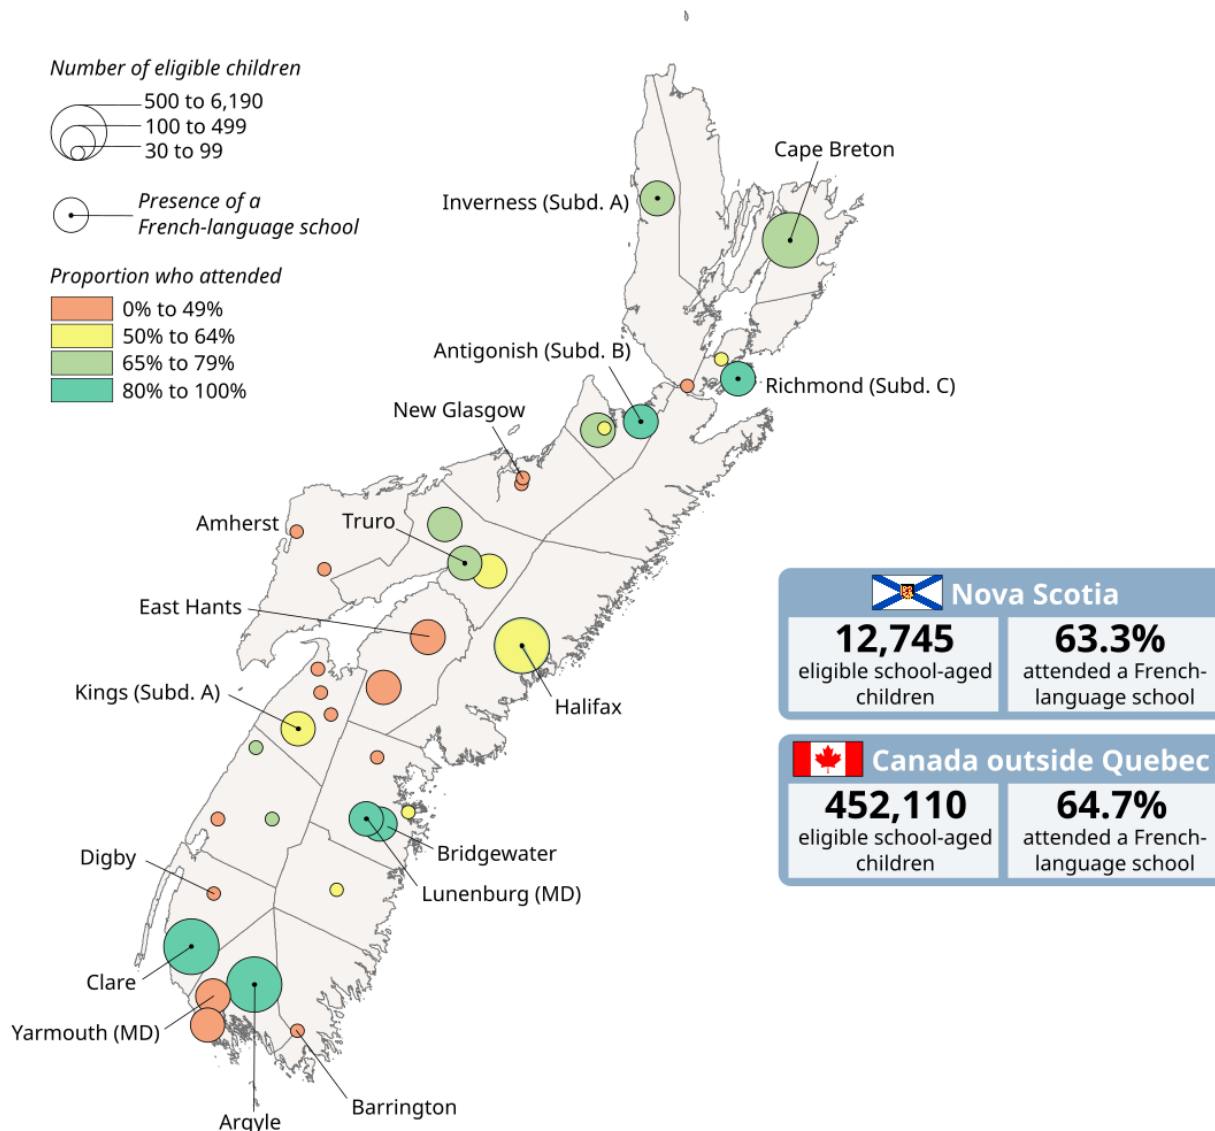 Number of eligible children
500 to 6,190
100 to 499
30 to 99
Presence of a
French-language school
Proportion who attended
0% to 49%
50% to 64%
65% to 79%
80% to 100%
Cape Breton
Inverness (Subd. A)
Antigonish (Subd. B)
Richmond (Subd. C)
New Glasgow
Amherst
Truro
East Hants
Kings (Subd. A)
Halifax
Digby
Bridgewater
Lunenburg (MD)
Clare
Yarmouth (MD)
Barrington
Argyle
Nova Scotia
12,745
eligible school-aged
children
63.3%
attended a French-
language school
Canada outside Quebec
452,110
eligible school-aged
children
64.7%
attended a French-
language school